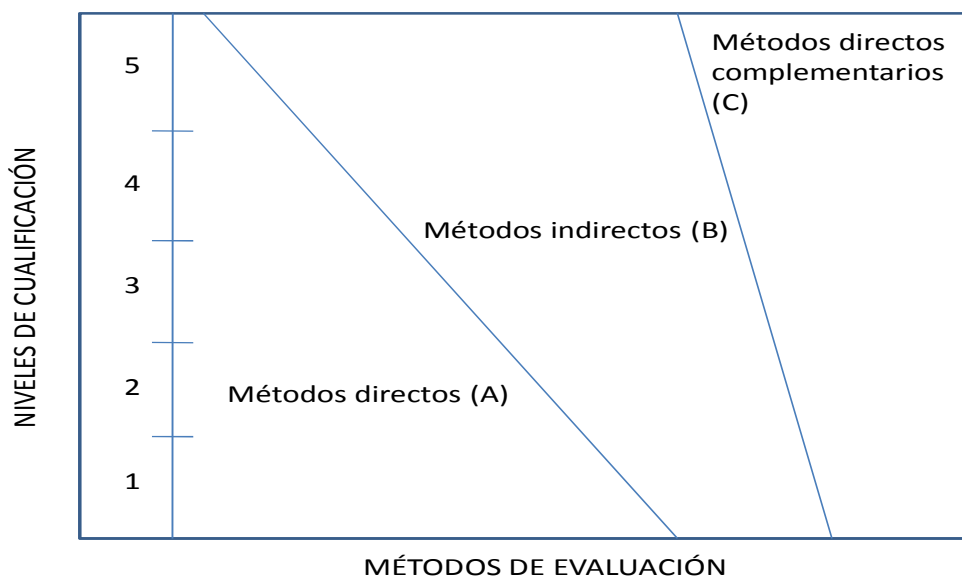 NIVELES DE CUALIFICACIÓN
5
4
3
2
1
Métodos directos
complementarios
(C)
Métodos indirectos (B)
Métodos directos (A)
MÉTODOS DE EVALUACIÓN